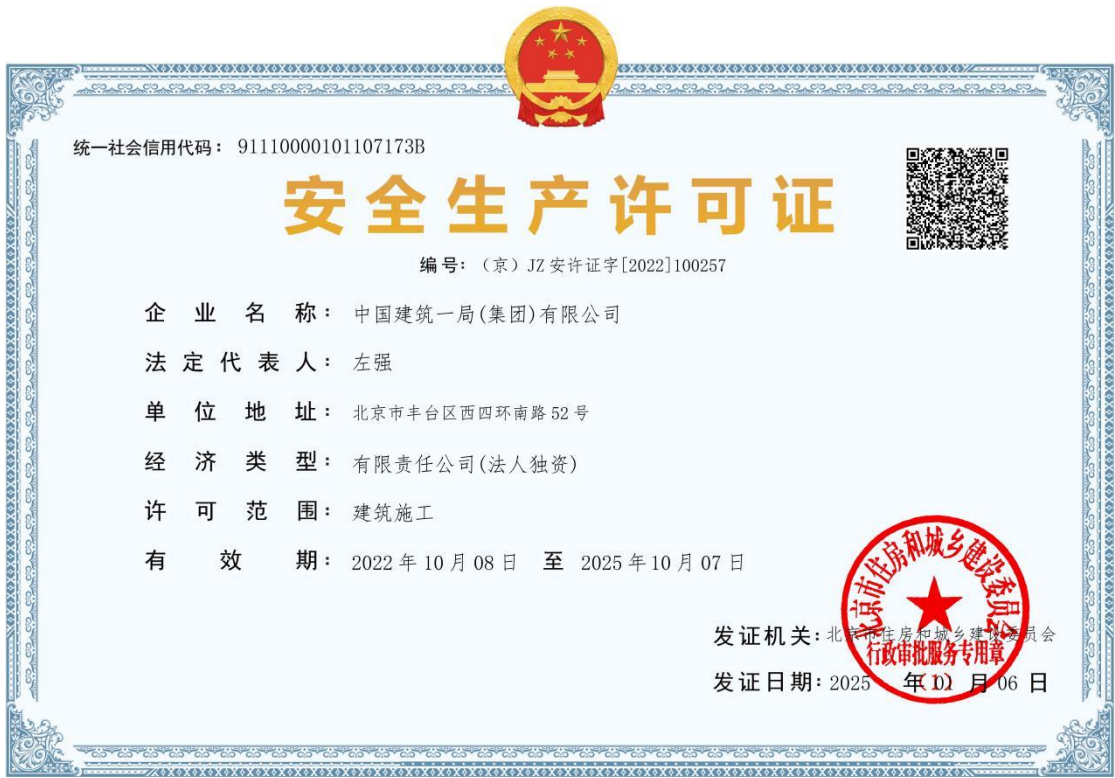 统一社会信用代码：91110000101107173B
安全生产许可证
编号：（京）JZ安许证字[2022]100257
企业名称：中国建筑一局(集团)有限公司
法定代表人：左强
单位地址：北京市丰台区西四环南路52号
经济类型：有限责任公司(法人独资)
许可范围：建筑施工
有效期：2022年10月08日 至 2025年10月07日
发证机关：北京市住房和城乡建设委员会
发证日期：2025 年 01 月 06 日
北京市住房和城乡建设委员会
行政审批服务专用章
(1)